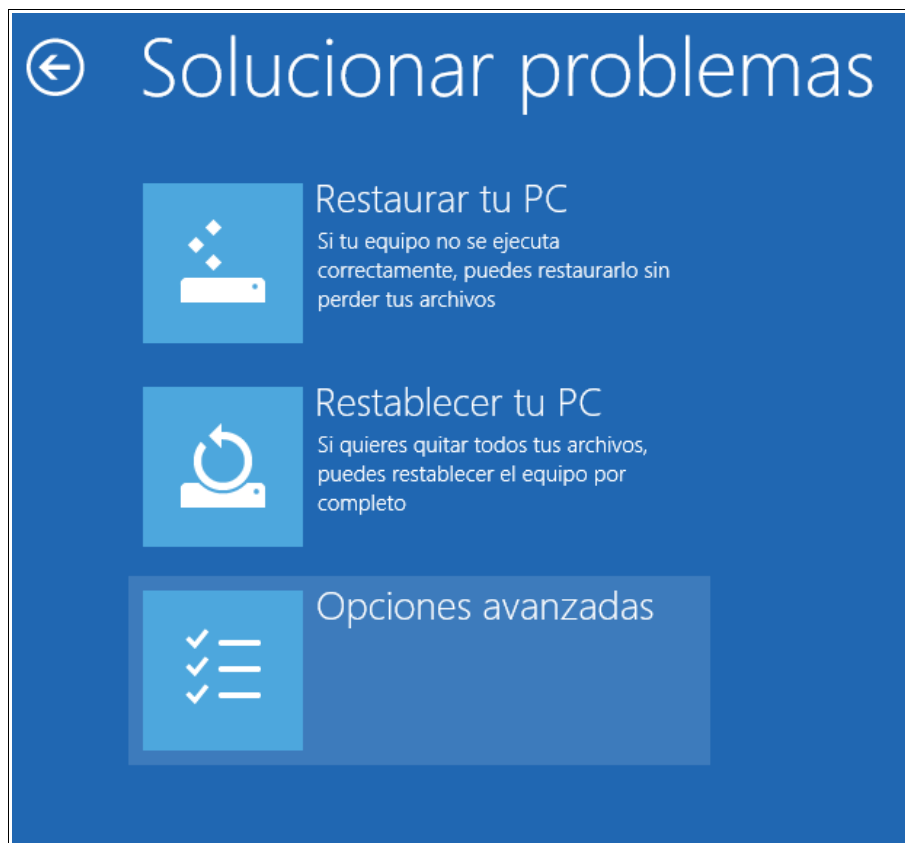 Solucionar problemas
Restaurar tu PC
Si tu equipo no se ejecuta
correctamente, puedes restaurarlo sin
perder tus archivos
Restablecer tu PC
Si quieres quitar todos tus archivos,
puedes restablecer el equipo por
completo
Opciones avanzadas